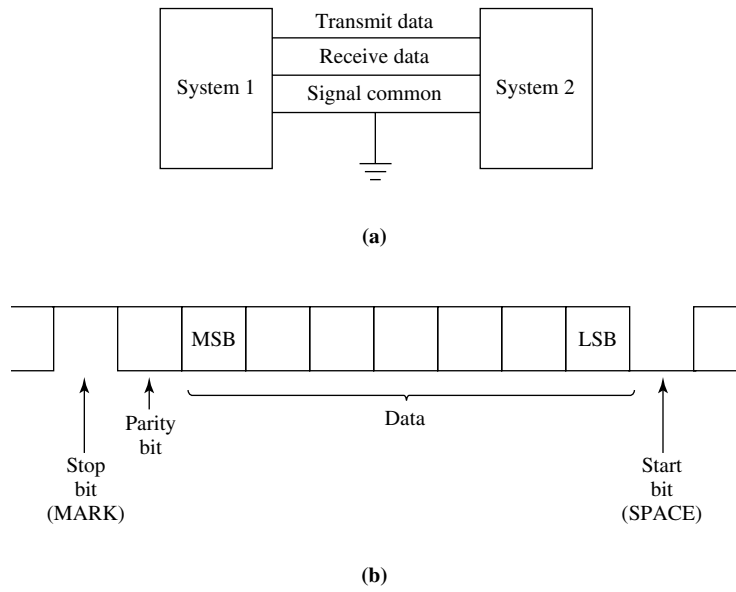 Transmit data
Receive data
System 1
Signal common
System 2
(a)
MSB
LSB
Parity
bit
Data
Stop
bit
(MARK)
Start
bit
(SPACE)
(b)